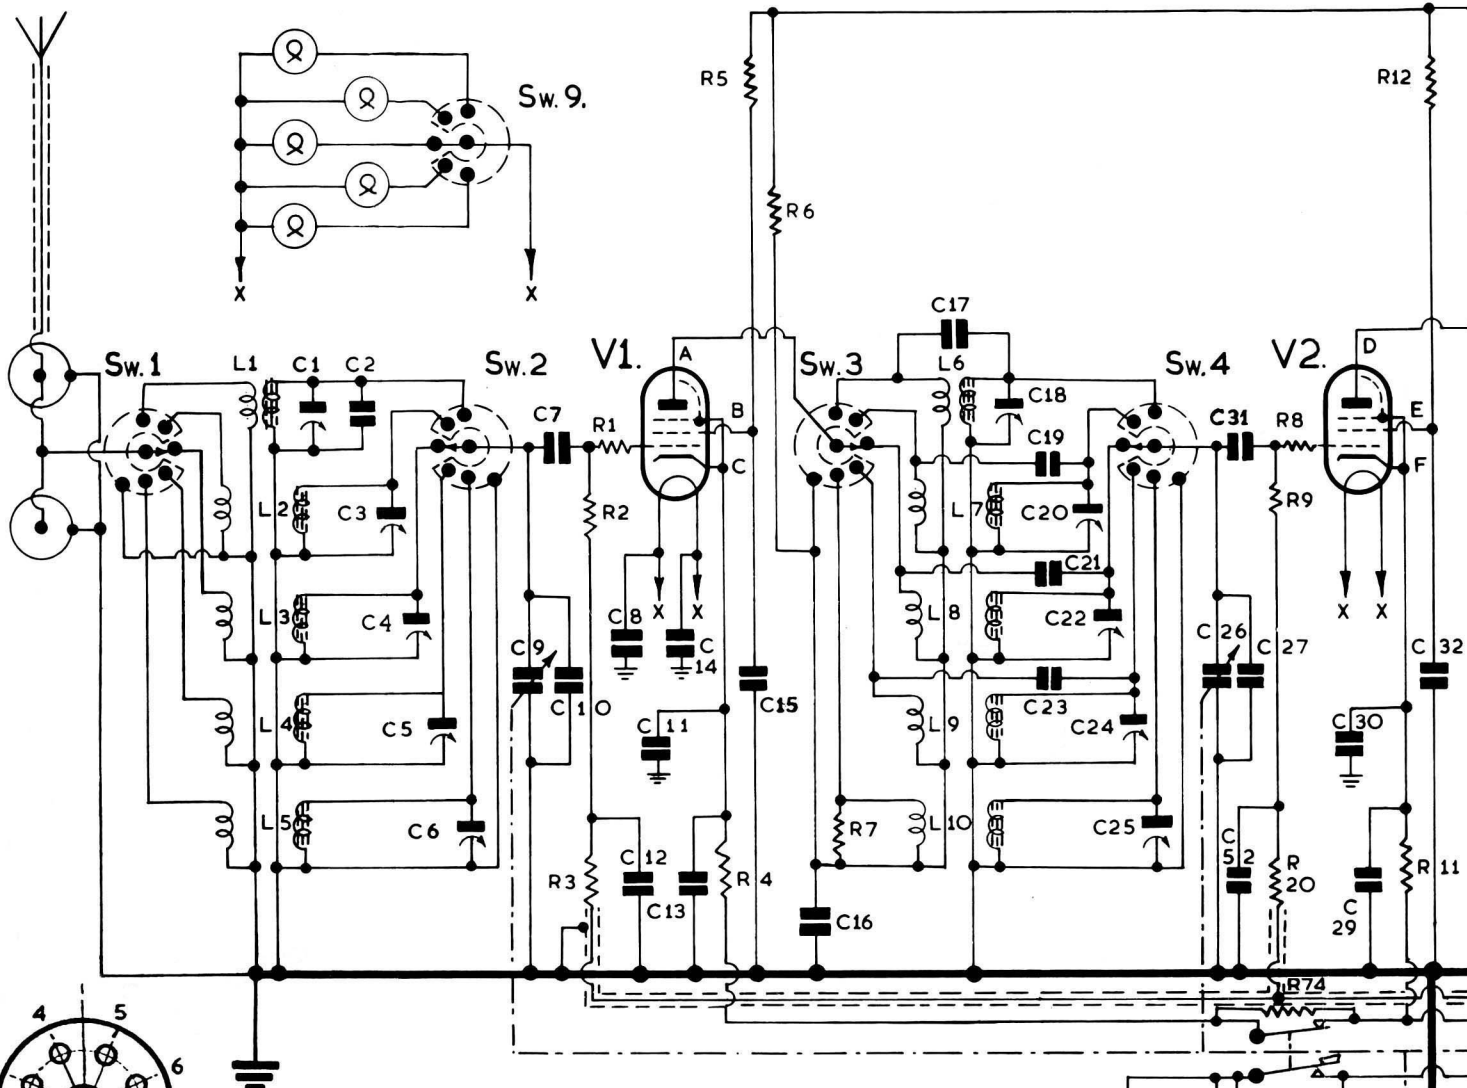 Sw. 9.
R5
R12
R6
X X
C17
Sw.1 L1 C1 C2 Sw.2 V1. A Sw.3 L6 Sw.4 V2. D
C18
C7 R1 B C19 C31 R8 E
C F
L2 C3 R2 L7 C20 R9
C21
X X X X
L3 C4 C8 C14 L8 C22
C9 C10 C26 C27 C32
C15 C23
L4 C5 C11 L9 C24 C30
L5 C6 R7 L10 C25
R3 C12 R4 C52 R20 R11
C13 C16 C29
R74
4 5
6